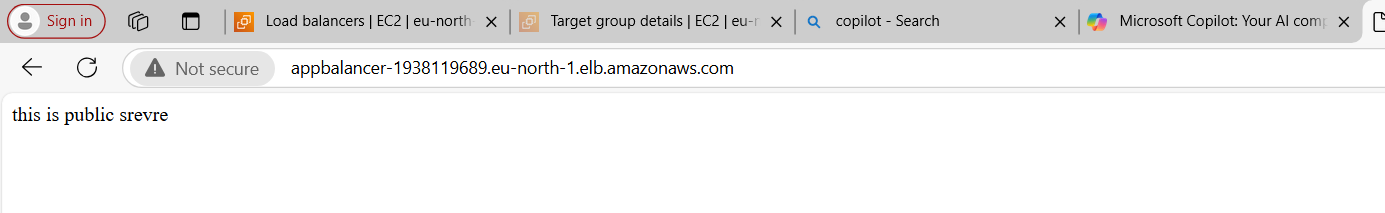 Sign in
Load balancers | EC2 | eu-north-
Target group details | EC2 | eu-
copilot - Search
Microsoft Copilot: Your AI com
Not secure
appbalancer-1938119689.eu-north-1.elb.amazonaws.com
this is public srevre